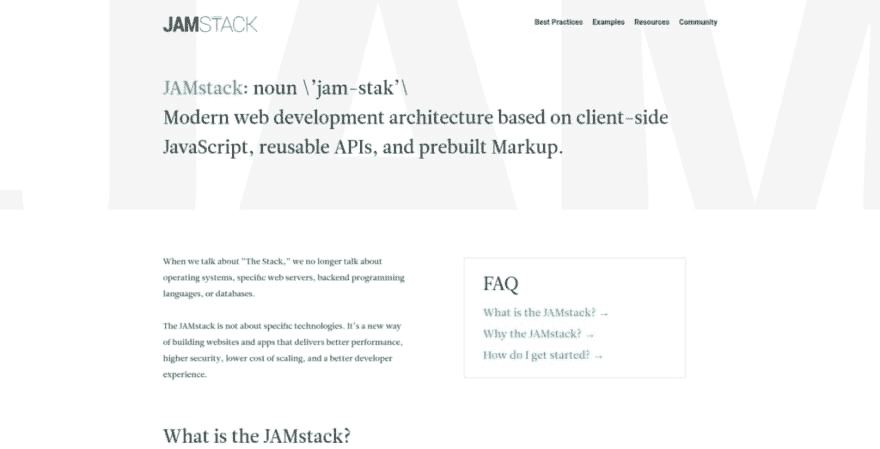 JAMSTACK
Best Practices Examples Resources Community
JAMstack: noun \’jam-stak’\
Modern web development architecture based on client-side
JavaScript, reusable APIs, and prebuilt Markup.
When we talk about "The Stack," we no longer talk about
operating systems, specific web servers, backend programming
languages, or databases.
The JAMstack is not about specific technologies. It's a new way
of building websites and apps that delivers better performance,
higher security, lower cost of scaling, and a better developer
experience.
FAQ
What is the JAMstack? →
Why the JAMstack? →
How do I get started? →
What is the JAMstack?